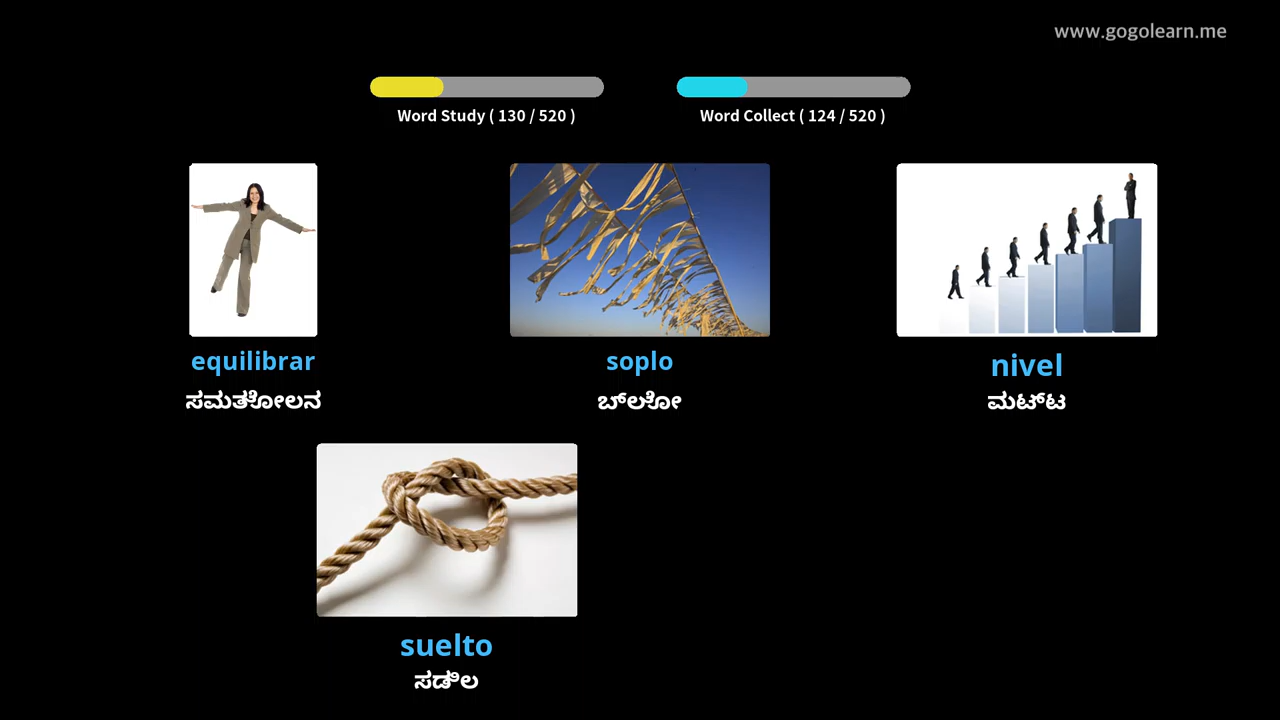 www.gogolearn.me
Word Study ( 130 / 520 )
Word Collect ( 124 / 520 )
equilibrar
soplo
nivel
ಸಮತೋಲನ
ಬ್ಲೋ
ಮಟ್ಟ
suelto
ಸಡಿಲ